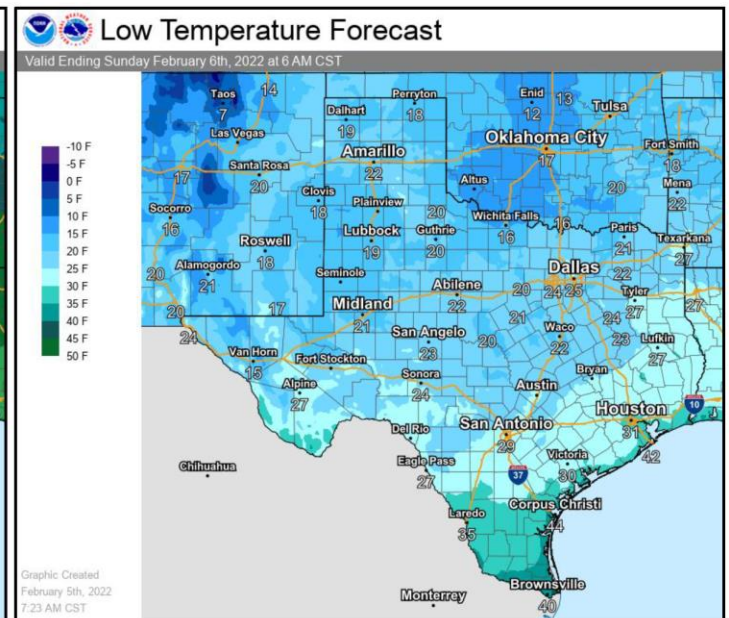 Low Temperature Forecast
Valid Ending Sunday February 6th, 2022 at 6 AM CST
-10 F
-5 F
0 F
5 F
10 F
15 F
20 F
25 F
30 F
35 F
40 F
45 F
50 F
Taos
7
14
Las Vegas
17
Santa Rosa
20
Clovis
18
Socorro
16
Roswell
18
Alamogordo
21
20
17
20
24
Dalhart
19
Perryton
18
Amarillo
22
Plainview
20
Lubbock
19
Guthrie
20
Seminole
Midland
21
Abilene
22
20
21
San Angelo
23
20
Van Horn
15
Fort Stockton
Alpine
27
Sonora
24
Enid
12
13
Tulsa
Oklahoma City
17
Fort Smith
18
Altus
20
Mena
22
Wichita Falls
16
16
Paris
21
Texarkana
27
Dallas
24
25
22
Tyler
27
27
Waco
22
24
23
Lufkin
27
Bryan
Austin
San Antonio
29
Houston
31
10
42
Del Rio
Eagle Pass
27
37
Victoria
30
Corpus Christi
44
Laredo
35
Brownsville
40
Chihuahua
Monterrey
Graphic Created
February 5th, 2022
7:23 AM CST